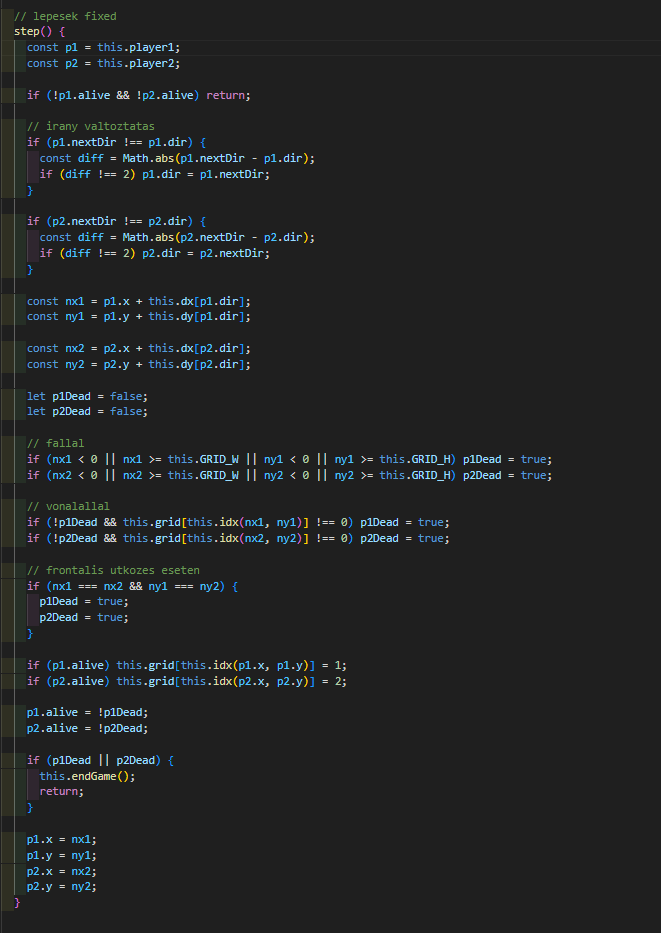 // lepesek fixed
step() {
const p1 = this.player1;
const p2 = this.player2;
if (!p1.alive && !p2.alive) return;
// irany valtoztatas
if (p1.nextDir !== p1.dir) {
const diff = Math.abs(p1.nextDir - p1.dir);
if (diff !== 2) p1.dir = p1.nextDir;
}
if (p2.nextDir !== p2.dir) {
const diff = Math.abs(p2.nextDir - p2.dir);
if (diff !== 2) p2.dir = p2.nextDir;
}
const nx1 = p1.x + this.dx[p1.dir];
const ny1 = p1.y + this.dy[p1.dir];
const nx2 = p2.x + this.dx[p2.dir];
const ny2 = p2.y + this.dy[p2.dir];
let p1Dead = false;
let p2Dead = false;
// fallal
if (nx1 < 0 || nx1 >= this.GRID_W || ny1 < 0 || ny1 >= this.GRID_H) p1Dead = true;
if (nx2 < 0 || nx2 >= this.GRID_W || ny2 < 0 || ny2 >= this.GRID_H) p2Dead = true;
// vonalallal
if (!p1Dead && this.grid[this.idx(nx1, ny1)] !== 0) p1Dead = true;
if (!p2Dead && this.grid[this.idx(nx2, ny2)] !== 0) p2Dead = true;
// frontalis utkozes eseten
if (nx1 === nx2 && ny1 === ny2) {
p1Dead = true;
p2Dead = true;
}
if (p1.alive) this.grid[this.idx(p1.x, p1.y)] = 1;
if (p2.alive) this.grid[this.idx(p2.x, p2.y)] = 2;
p1.alive = !p1Dead;
p2.alive = !p2Dead;
if (p1Dead || p2Dead) {
this.endGame();
return;
}
p1.x = nx1;
p1.y = ny1;
p2.x = nx2;
p2.y = ny2;
}